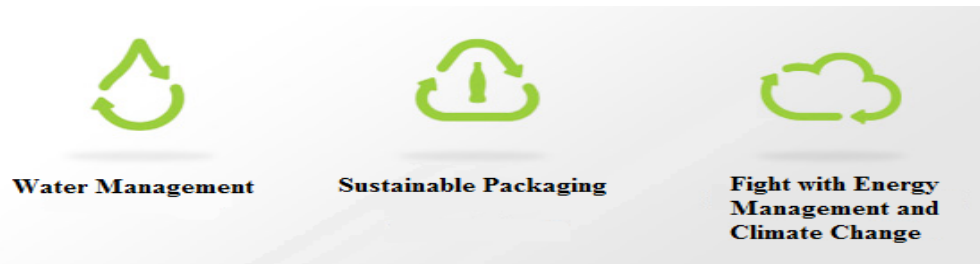 Water Management
Sustainable Packaging
Fight with Energy
Management and
Climate Change